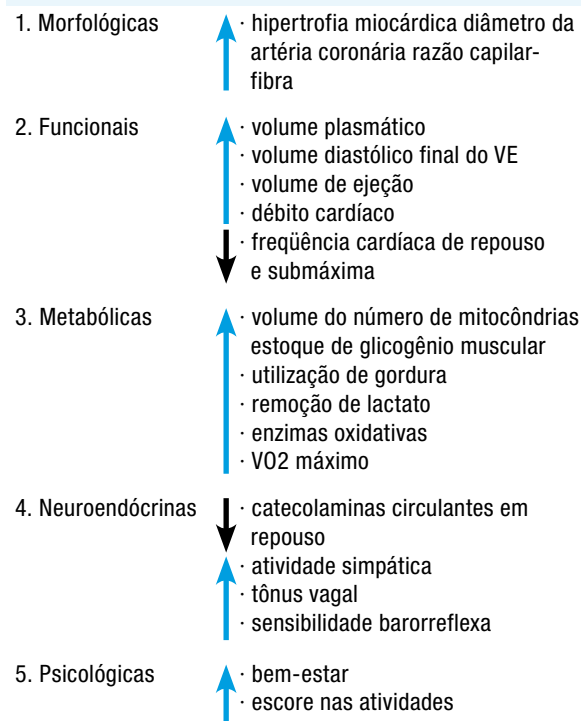 1. Morfológicas · hipertrofia miocárdica diâmetro da
artéria coronária razão capilar-
fibra
2. Funcionais · volume plasmático
· volume diastólico final do VE
· volume de ejeção
· débito cardíaco
· freqüência cardíaca de repouso
e submáxima
3. Metabólicas · volume do número de mitocôndrias
estoque de glicogênio muscular
· utilização de gordura
· remoção de lactato
· enzimas oxidativas
· VO2 máximo
4. Neuroendócrinas · catecolaminas circulantes em
repouso
· atividade simpática
· tônus vagal
· sensibilidade barorreflexa
5. Psicológicas · bem-estar
· escore nas atividades